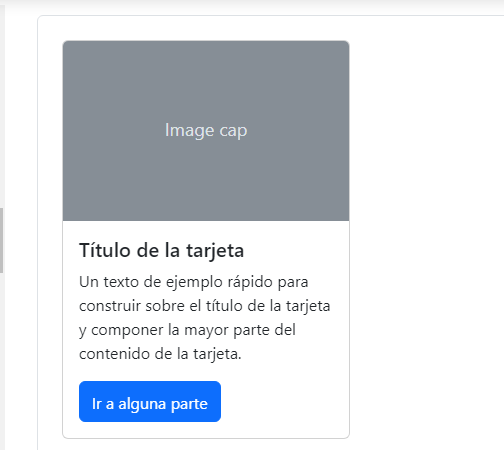 Image cap
Título de la tarjeta
Un texto de ejemplo rápido para
construir sobre el título de la tarjeta
y componer la mayor parte del
contenido de la tarjeta.
Ir a alguna parte